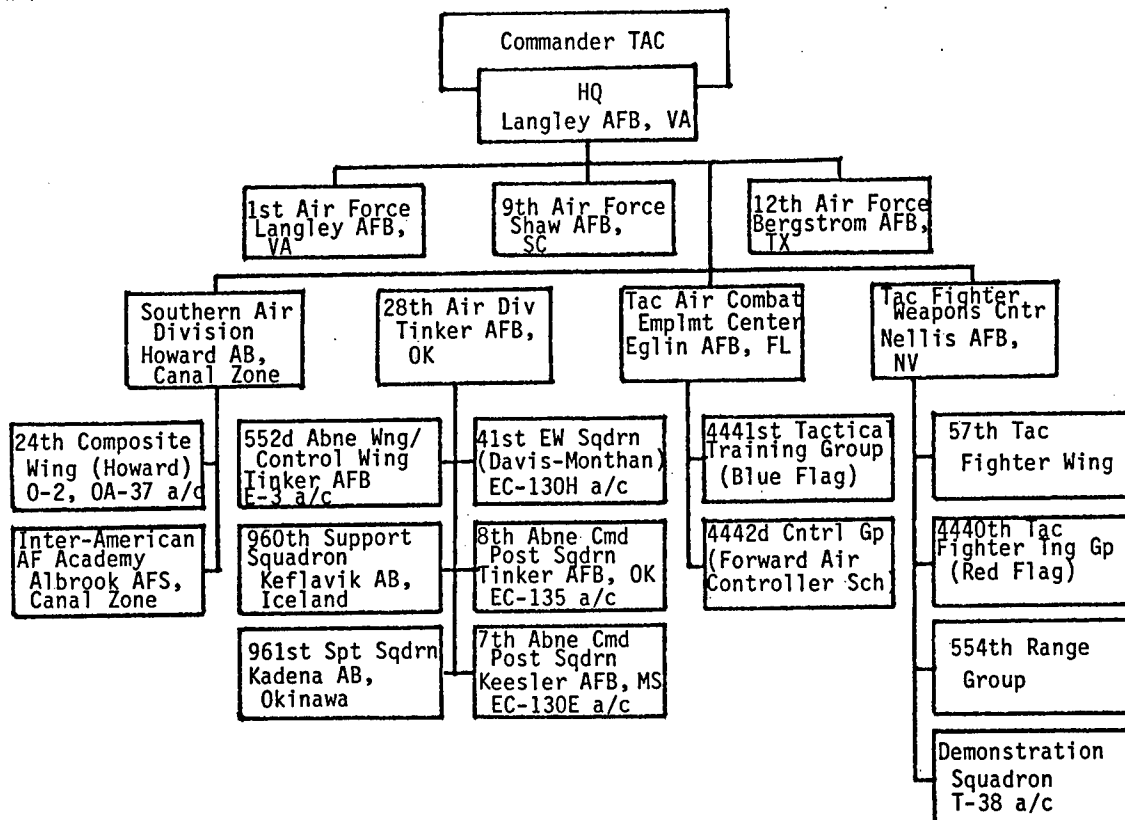 Commander TAC
HQ
Langley AFB, VA
1st Air Force
Langley AFB,
VA
9th Air Force
Shaw AFB,
SC
12th Air Force
Bergstrom AFB,
TX
Southern Air
Division
Howard AB,
Canal Zone
28th Air Div
Tinker AFB,
OK
Tac Air Combat
Emplmt Center
Eglin AFB, FL
Tac Fighter
Weapons Cntr
Nellis AFB,
NV
24th Composite
Wing (Howard)
O-2, OA-37 a/c
Inter-American
AF Academy
Albrook AFS,
Canal Zone
552d Abne Wng/
Control Wing
Tinker AFB
E-3 a/c
960th Support
Squadron
Keflavik AB,
Iceland
961st Spt Sqdrn
Kadena AB,
Okinawa
41st EW Sqdrn
(Davis-Monthan)
EC-130H a/c
8th Abne Cmd
Post Sqdrn
Tinker AFB, OK
EC-135 a/c
7th Abne Cmd
Post Sqdrn
Keesler AFB, MS
EC-130E a/c
4441st Tactical
Training Group
(Blue Flag)
4442d Cntrl Gp
(Forward Air
Controller Sch)
57th Tac
Fighter Wing
4440th Tac
Fighter Tng Gp
(Red Flag)
554th Range
Group
Demonstration
Squadron
T-38 a/c